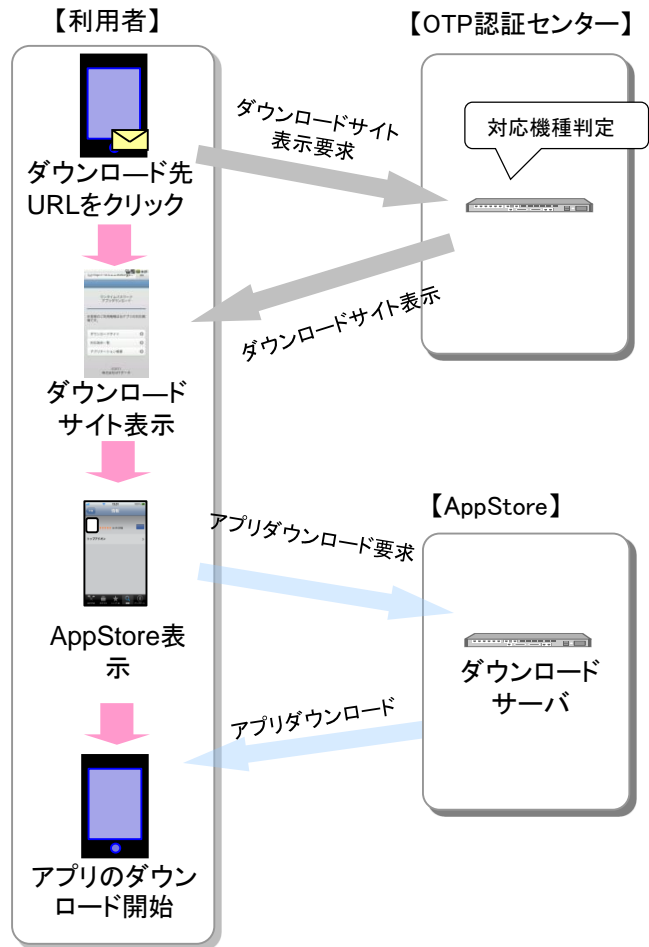 【利用者】
【OTP認証センター】
ダウンロード先
URLをクリック
ダウンロードサイト
表示要求
対応機種判定
ダウンロードサイト表示
ダウンロード
サイト表示
【AppStore】
アプリダウンロード要求
AppStore表
示
ダウンロード
サーバ
アプリダウンロード
アプリのダウン
ロード開始